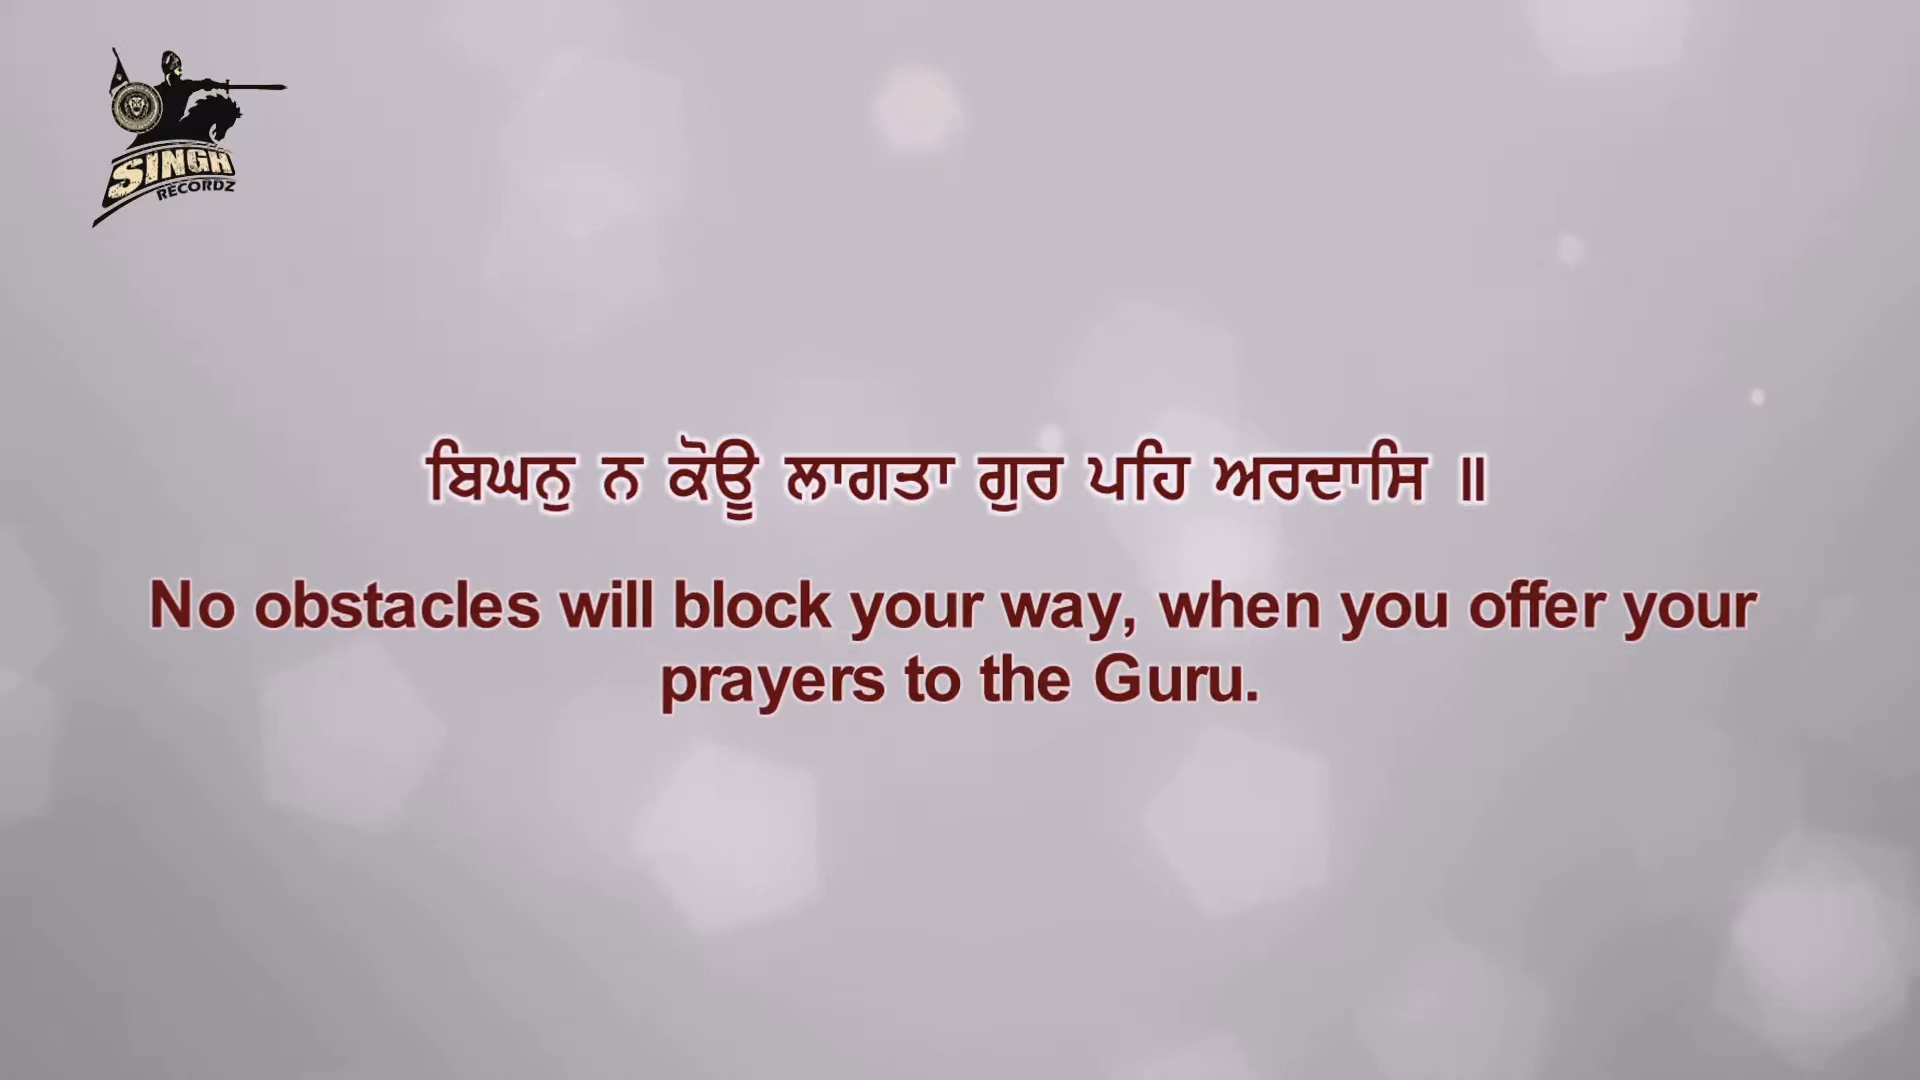 SINGH
RECORDZ
ਬਿਘਨੁ ਨ ਕੋਊ ਲਾਗਤਾ ਗੁਰ ਪਹਿ ਅਰਦਾਸਿ ॥
No obstacles will block your way, when you offer your
prayers to the Guru.